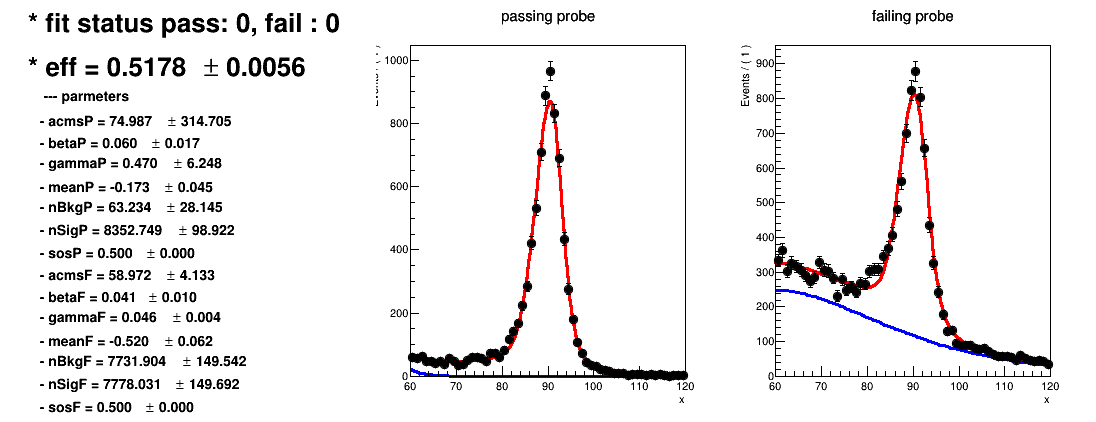 * fit status pass: 0, fail : 0
* eff = 0.5178 ± 0.0056
--- parmeters
- acmsP = 74.987 ± 314.705
- betaP = 0.060 ± 0.017
- gammaP = 0.470 ± 6.248
- meanP = -0.173 ± 0.045
- nBkgP = 63.234 ± 28.145
- nSigP = 8352.749 ± 98.922
- sosP = 0.500 ± 0.000
- acmsF = 58.972 ± 4.133
- betaF = 0.041 ± 0.010
- gammaF = 0.046 ± 0.004
- meanF = -0.520 ± 0.062
- nBkgF = 7731.904 ± 149.542
- nSigF = 7778.031 ± 149.692
- sosF = 0.500 ± 0.000
passing probe
1000
800
600
400
200
0
60 70 80 90 100 110 120
x
failing probe
Events / ( 1 )
900
800
700
600
500
400
300
200
100
0
60 70 80 90 100 110 120
x